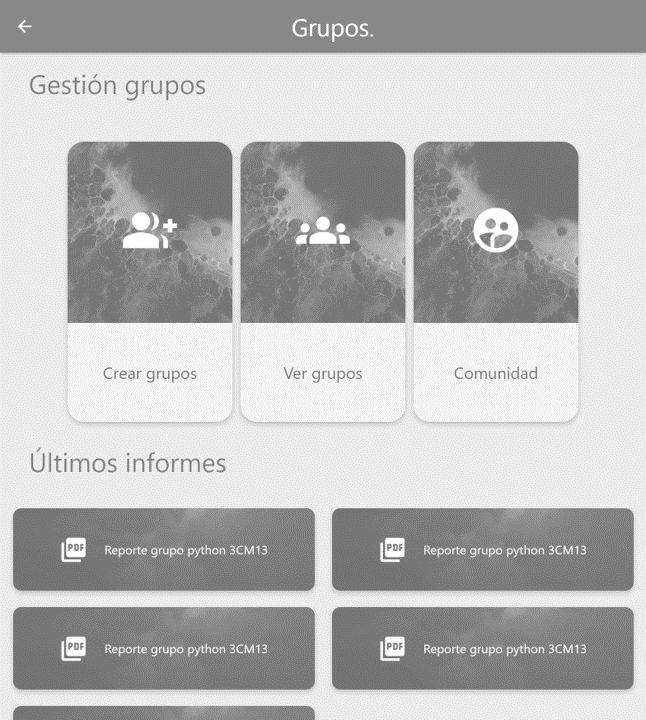 Grupos.
Gestión grupos
Crear grupos
Ver grupos
Comunidad
Últimos informes
PDF
Reporte grupo python 3CM13
PDF
Reporte grupo python 3CM13
PDF
Reporte grupo python 3CM13
PDF
Reporte grupo python 3CM13